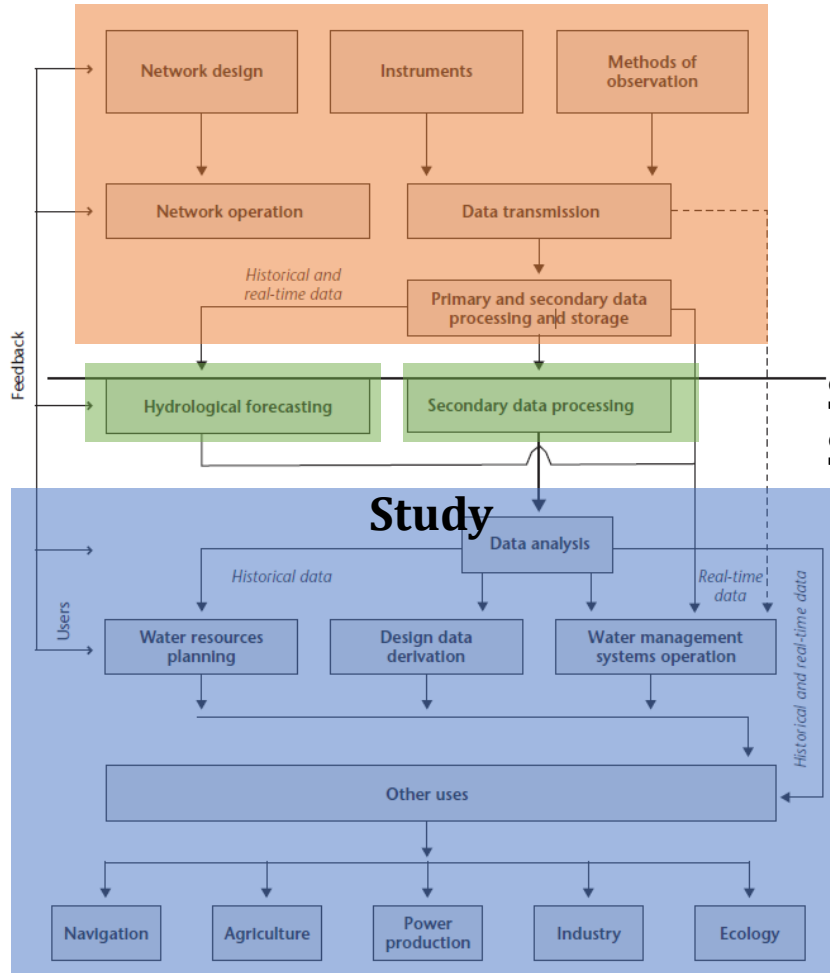 Network design
Instruments
Methods of
observation
Network operation
Data transmission
Historical and
real-time data
Primary and secondary data
processing and storage
Feedback
Hydrological forecasting
Secondary data processing
Study
Data analysis
Historical data
Real-time
data
Users
Water resources
planning
Design data
derivation
Water management
systems operation
Historical and real-time data
Other uses
Navigation
Agriculture
Power
production
Industry
Ecology